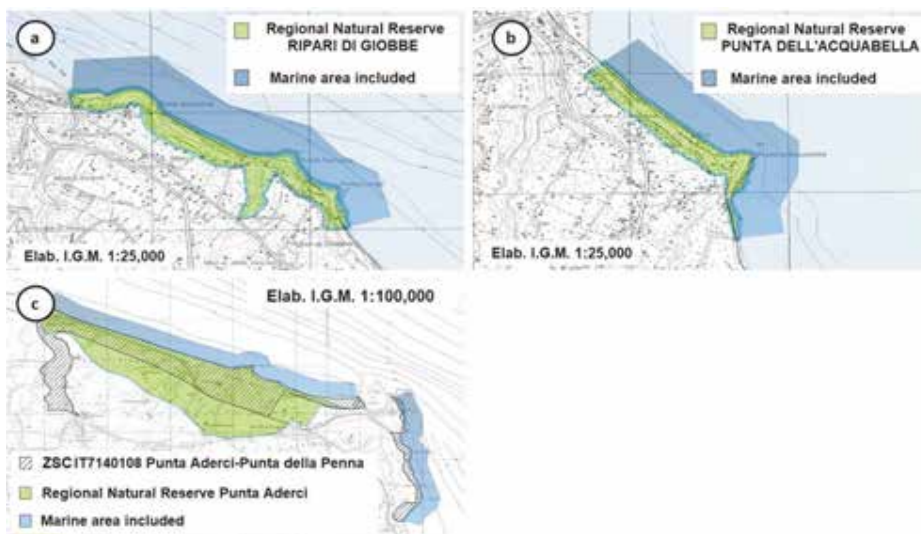 a
Regional Natural Reserve
RIPARI DI GIOBBE
Marine area included
Elab. I.G.M. 1:25,000
b
Regional Natural Reserve
PUNTA DELL'ACQUABELLA
Marine area included
Elab. I.G.M. 1:25,000
c
Elab. I.G.M. 1:100,000
ZSC IT7140108 Punta Aderci-Punta della Penna
Regional Natural Reserve Punta Aderci
Marine area included